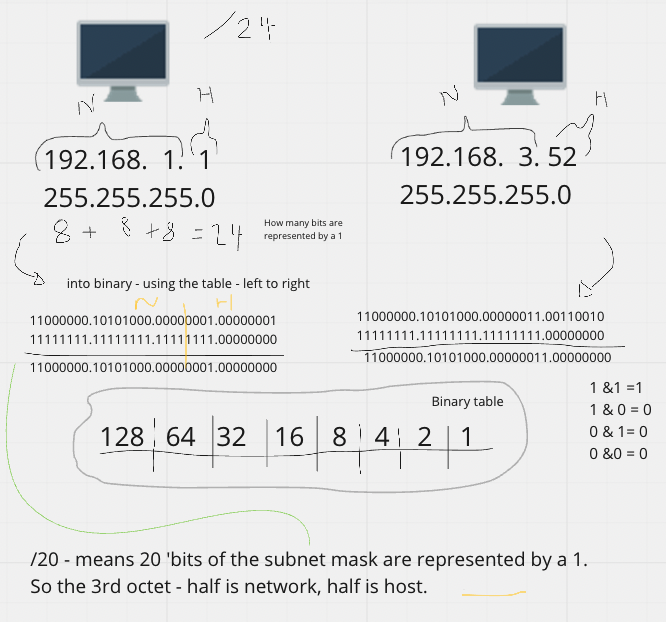 /24
N
H
N
H
192.168. 1. 1
255.255.255.0
192.168. 3. 52
255.255.255.0
8 + 8 +8 = 24
How many bits are
represented by a 1
into binary - using the table - left to right
N
H
11000000.10101000.00000001.00000001
11111111.11111111.11111111.00000000
11000000.10101000.00000001.00000000
11000000.10101000.00000011.00110010
11111111.11111111.11111111.00000000
11000000.10101000.00000011.00000000
1 &1 =1
1 & 0 = 0
0 & 1= 0
0 &0 = 0
Binary table
128 64 32 16 8 4 2 1
/20 - means 20 'bits of the subnet mask are represented by a 1.
So the 3rd octet - half is network, half is host.